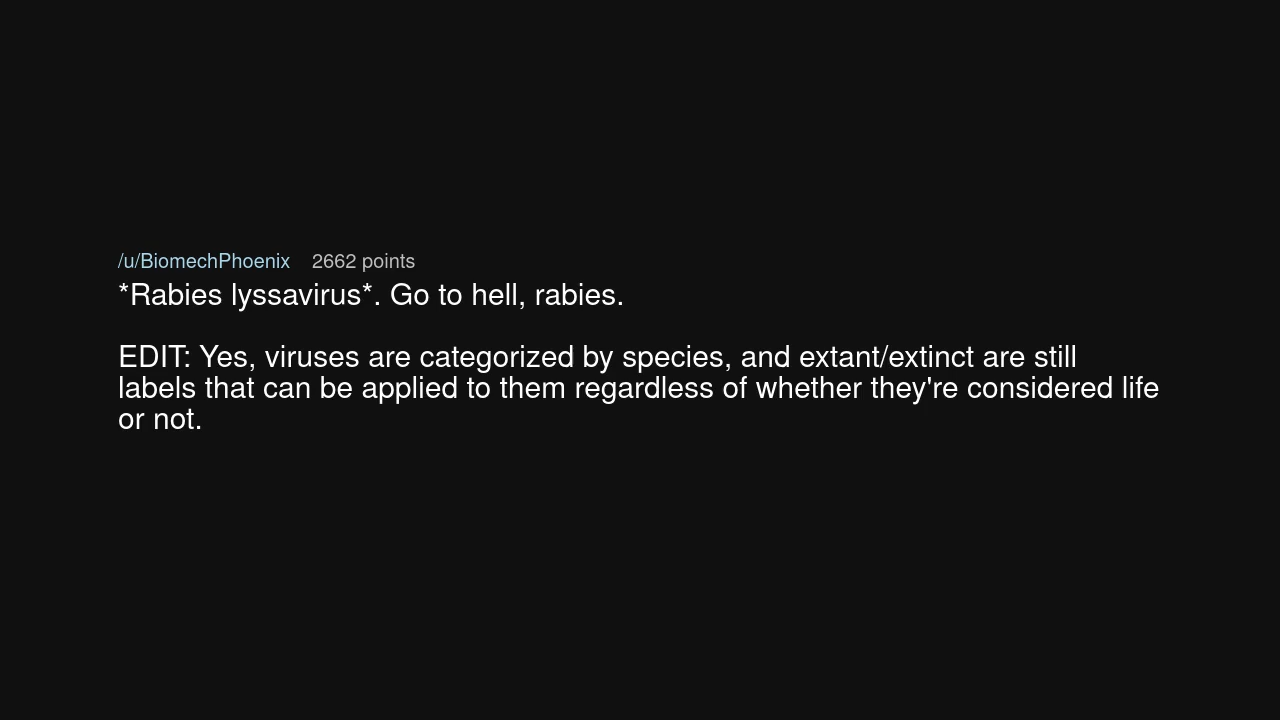 /u/BiomechPhoenix 2662 points
*Rabies lyssavirus*. Go to hell, rabies.
EDIT: Yes, viruses are categorized by species, and extant/extinct are still
labels that can be applied to them regardless of whether they're considered life
or not.